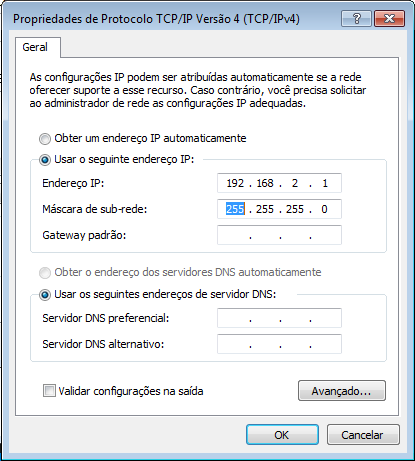 Propriedades de Protocolo TCP/IP Versão 4 (TCP/IPv4)
Geral
As configurações IP podem ser atribuídas automaticamente se a rede
oferecer suporte a esse recurso. Caso contrário, você precisa solicitar
ao administrador de rede as configurações IP adequadas.
Obter um endereço IP automaticamente
Usar o seguinte endereço IP:
Endereço IP: 192 . 168 . 2 . 1
Máscara de sub-rede: 255 . 255 . 255 . 0
Gateway padrão: . . .
Obter o endereço dos servidores DNS automaticamente
Usar os seguintes endereços de servidor DNS:
Servidor DNS preferencial: . . .
Servidor DNS alternativo: . . .
Validar configurações na saída
Avançado...
OK Cancelar